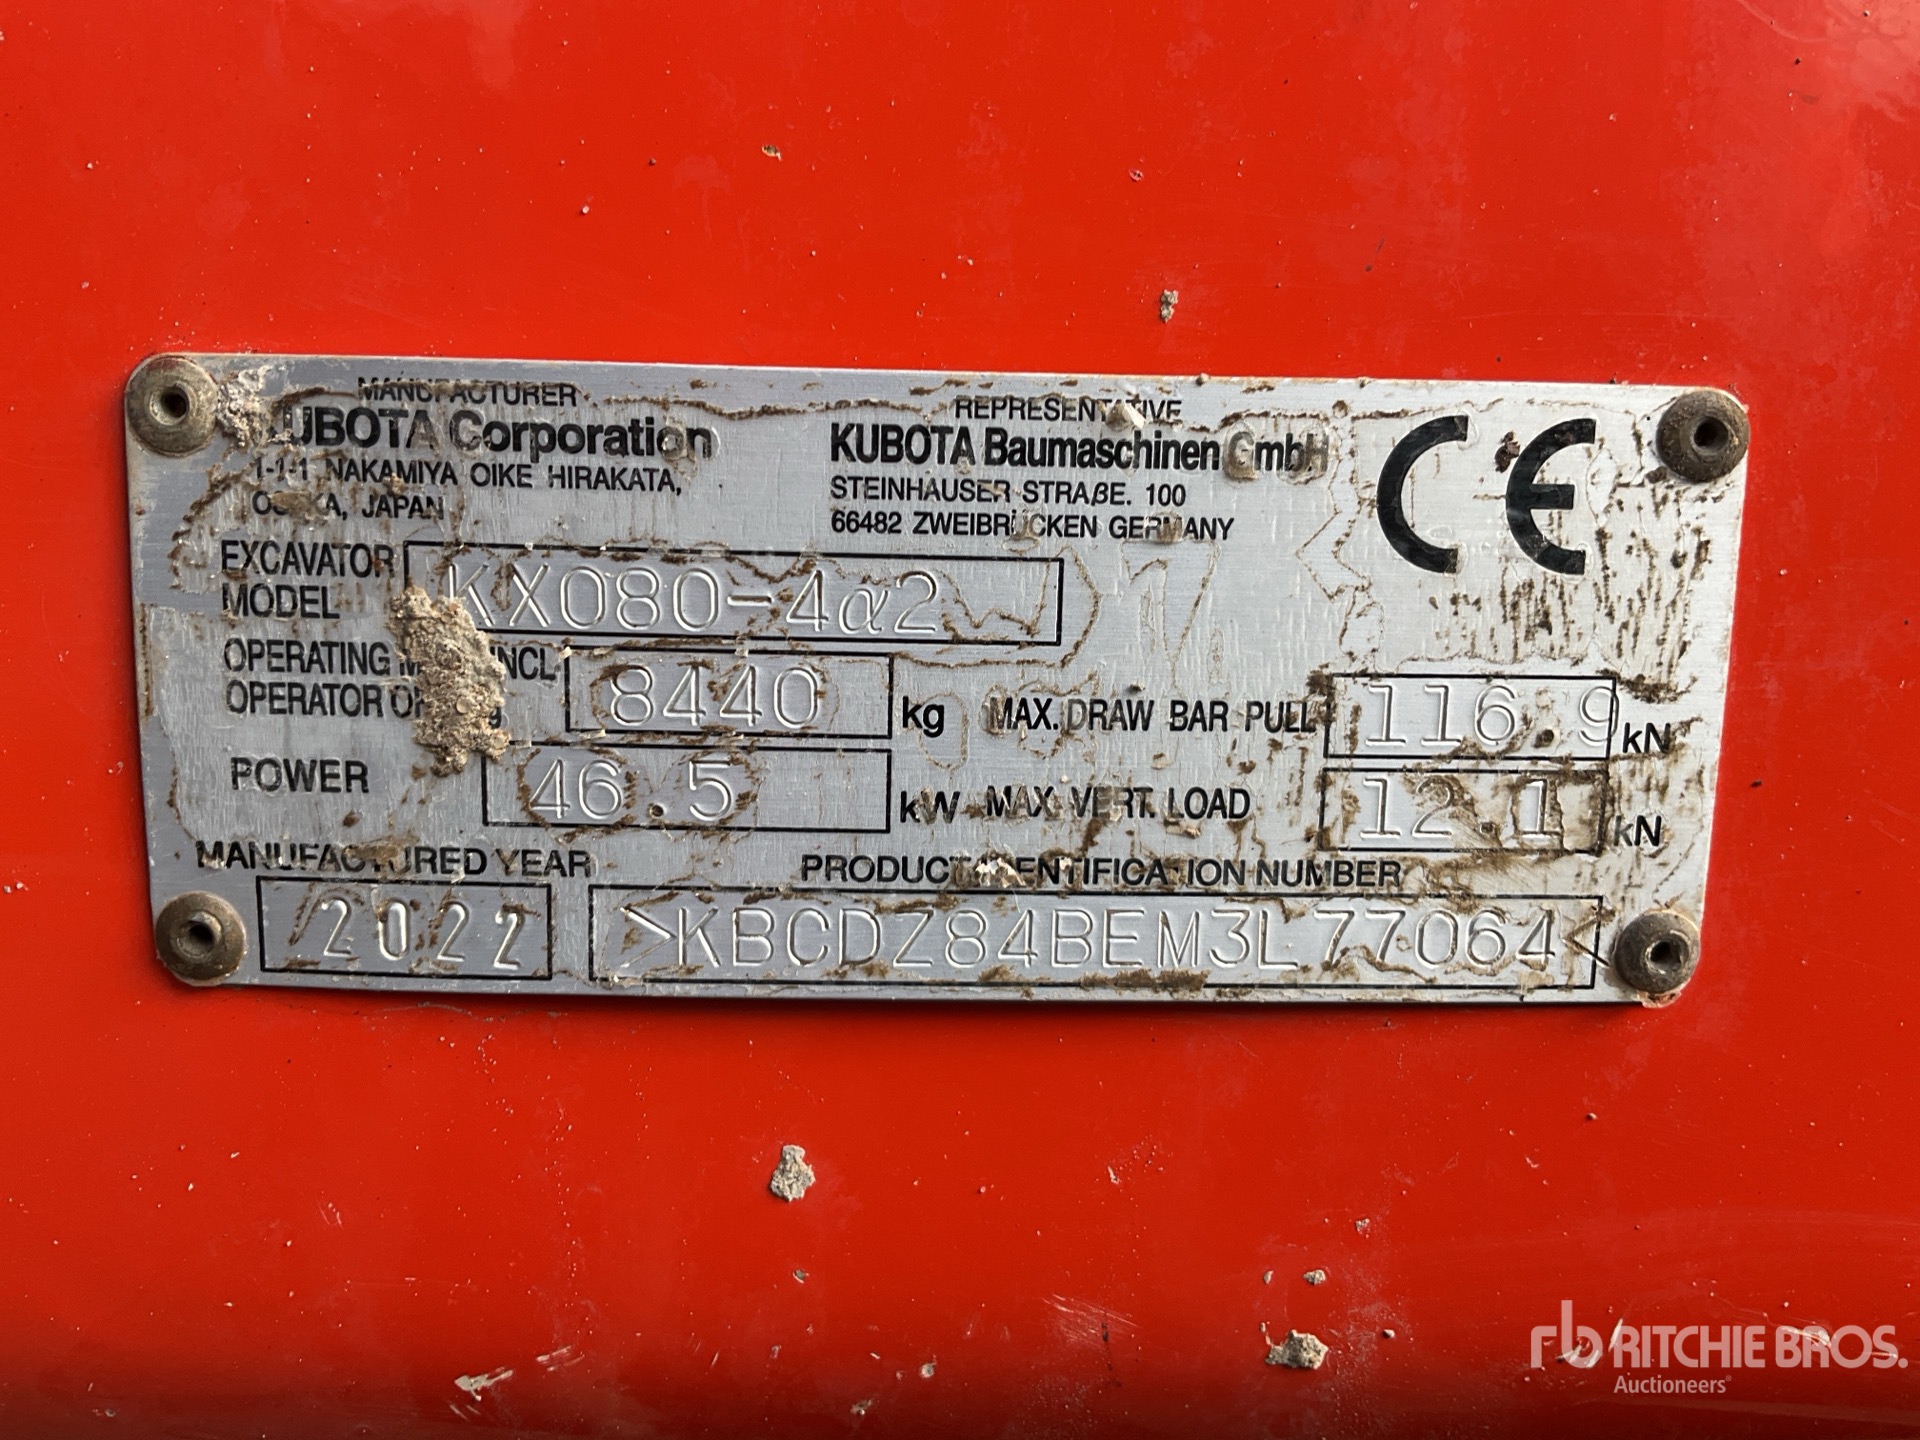 MANUFACTURER
KUBOTA Corporation
1-1-1 NAKAMIYA OIKE HIRAKATA,
OSAKA, JAPAN
REPRESENTATIVE
KUBOTA Baumaschinen GmbH
STEINHAUSER STRAßE. 100
66482 ZWEIBRÜCKEN GERMANY
CE
EXCAVATOR MODEL KX080-4α2
OPERATING INCL.
OPERATOR 8440 kg
MAX. DRAW BAR PULL 116.9 kN
POWER 46.5 kW
MAX. VERT. LOAD 12.1 kN
MANUFACTURED YEAR
2022
PRODUCT IDENTIFICATION NUMBER
>KBCDZ84BEM3L77064<
rb RITCHIE BROS.
Auctioneers